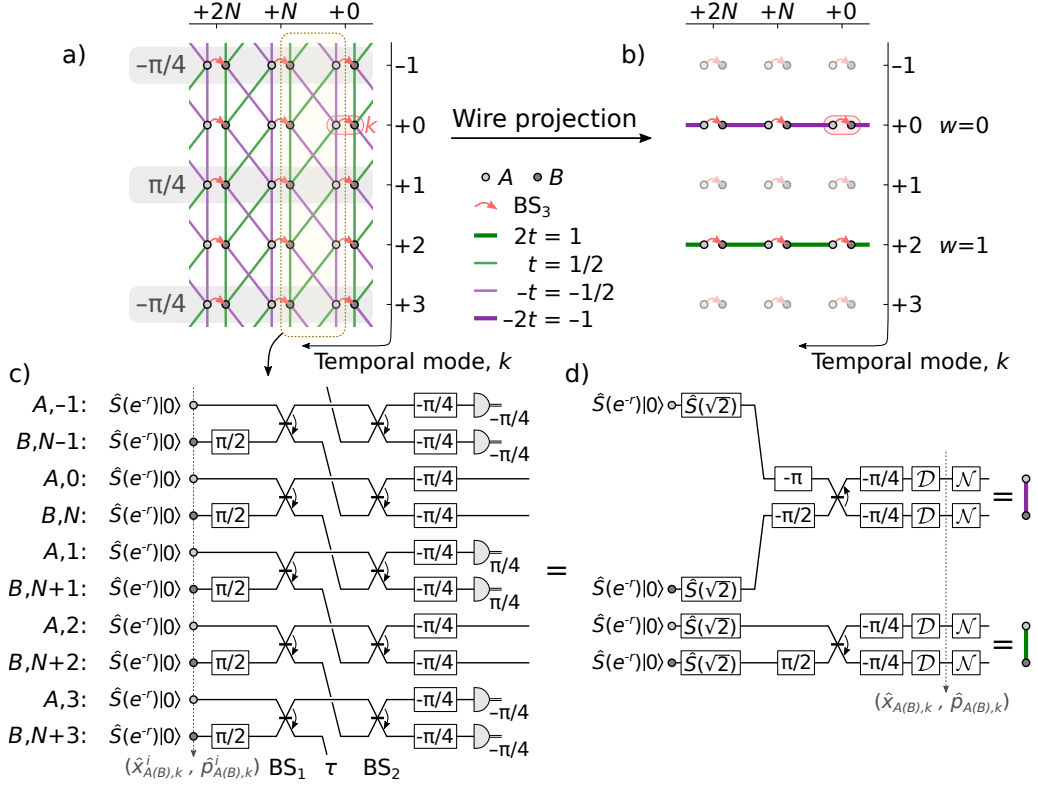 +2N +N +0
a)
–π/4
π/4
–π/4
k
–1
+0
+1
+2
+3
Temporal mode, k
Wire projection
A B
BS₃
2t = 1
t = 1/2
–t = –1/2
–2t = –1
+2N +N +0
b)
–1
+0 w=0
+1
+2 w=1
+3
Temporal mode, k
c)
A,–1: Ŝ(e⁻ʳ)|0⟩ -π/4 –π/4
B,N–1: Ŝ(e⁻ʳ)|0⟩ π/2 -π/4 –π/4
A,0: Ŝ(e⁻ʳ)|0⟩ -π/4
B,N: Ŝ(e⁻ʳ)|0⟩ π/2 -π/4
A,1: Ŝ(e⁻ʳ)|0⟩ -π/4 π/4
B,N+1: Ŝ(e⁻ʳ)|0⟩ π/2 -π/4 π/4
A,2: Ŝ(e⁻ʳ)|0⟩ -π/4
B,N+2: Ŝ(e⁻ʳ)|0⟩ π/2 -π/4
A,3: Ŝ(e⁻ʳ)|0⟩ -π/4 –π/4
B,N+3: Ŝ(e⁻ʳ)|0⟩ π/2 -π/4 –π/4
(x̂ⁱ_A(B),k , p̂ⁱ_A(B),k) BS₁ τ BS₂
=
d)
Ŝ(e⁻ʳ)|0⟩ Ŝ(√2)
-π -π/4 𝒟 𝒩
=
-π/2 -π/4 𝒟 𝒩
Ŝ(e⁻ʳ)|0⟩ Ŝ(√2)
Ŝ(e⁻ʳ)|0⟩ Ŝ(√2) -π/4 𝒟 𝒩
=
Ŝ(e⁻ʳ)|0⟩ Ŝ(√2) π/2 -π/4 𝒟 𝒩
(x̂_A(B),k , p̂_A(B),k)